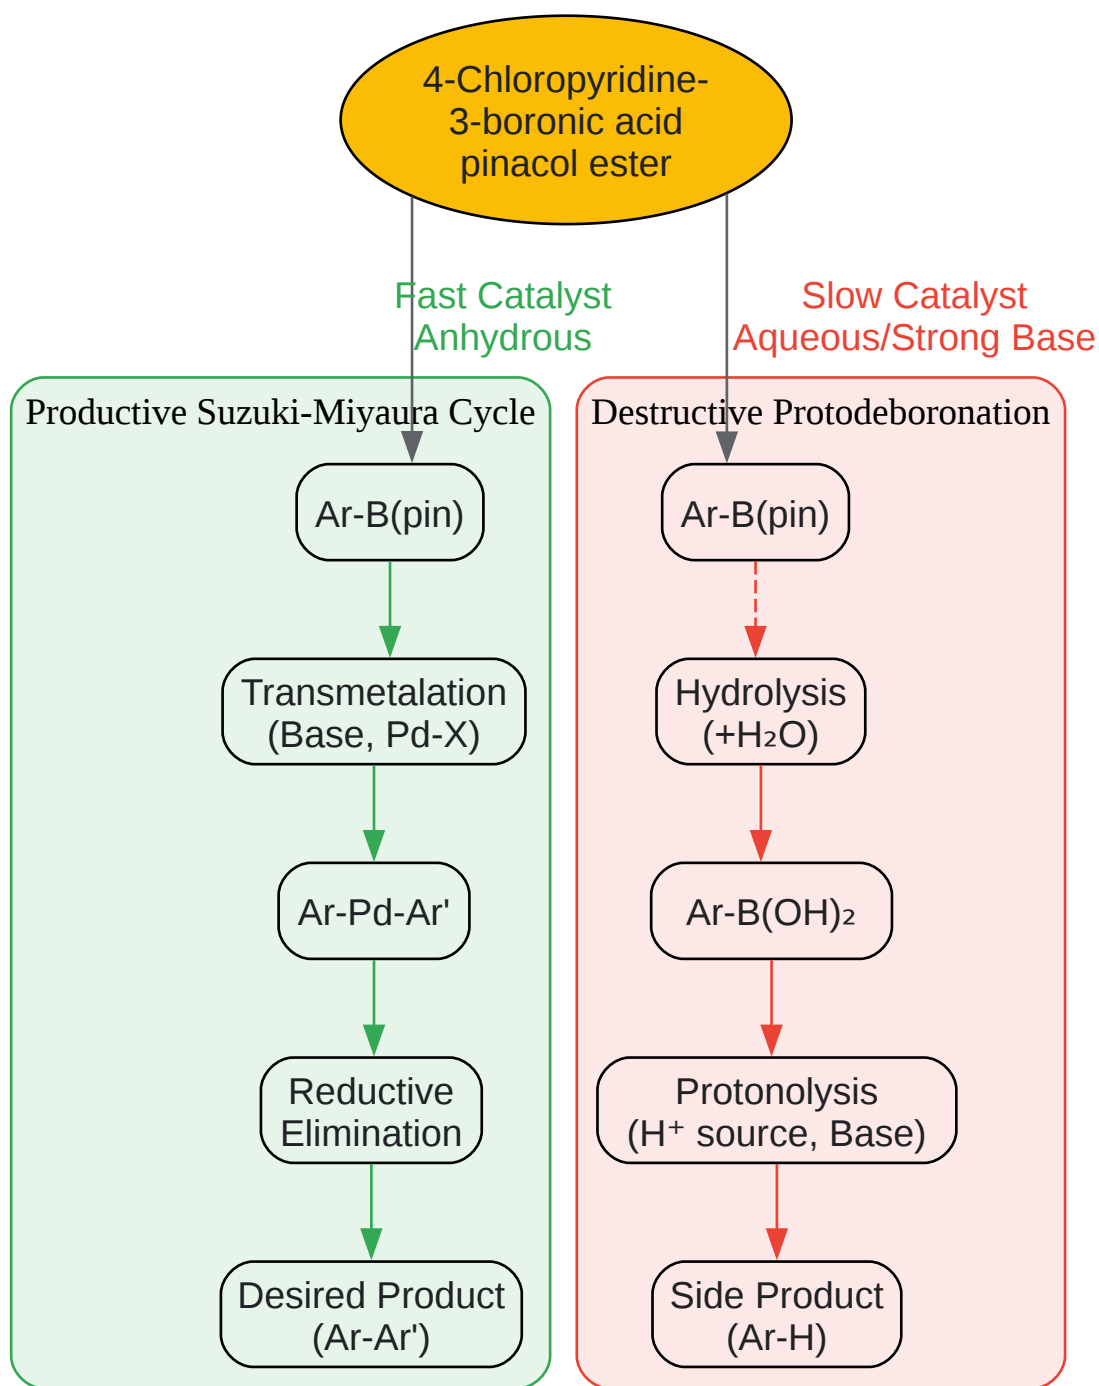 4-Chloropyridine-
3-boronic acid
pinacol ester
Fast Catalyst
Anhydrous
Slow Catalyst
Aqueous/Strong Base
Productive Suzuki-Miyaura Cycle
Ar-B(pin)
Transmetalation
(Base, Pd-X)
Ar-Pd-Ar'
Reductive
Elimination
Desired Product
(Ar-Ar')
Destructive Protodeboronation
Ar-B(pin)
Hydrolysis
(+H₂O)
Ar-B(OH)₂
Protonolysis
(H⁺ source, Base)
Side Product
(Ar-H)